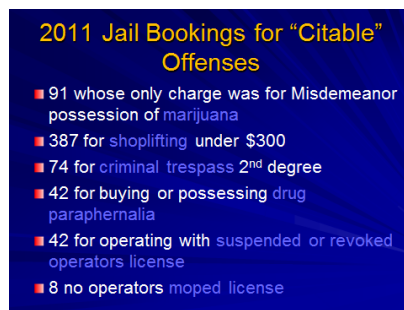 2011 Jail Bookings for “Citable”
Offenses
91 whose only charge was for Misdemeanor
possession of marijuana
387 for shoplifting under $300
74 for criminal trespass 2nd degree
42 for buying or possessing drug
paraphernalia
42 for operating with suspended or revoked
operators license
8 no operators moped license